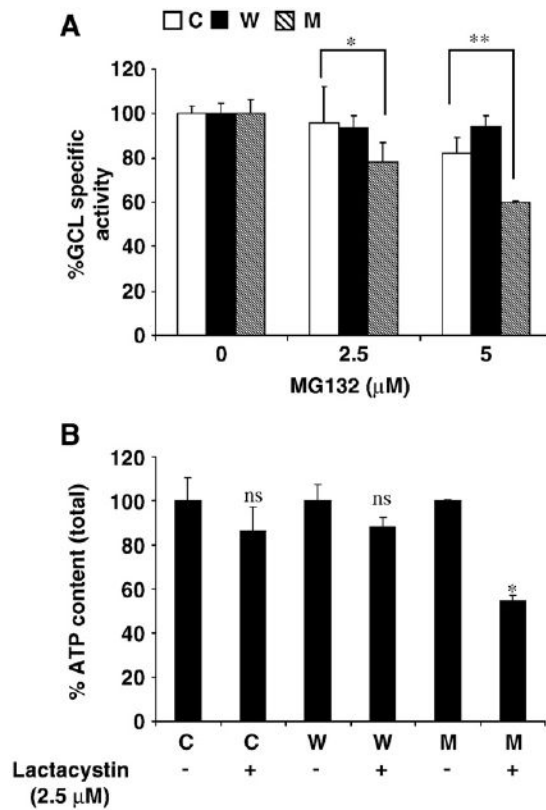 A
C W M
* **
120
100
80
60
40
20
0
%GCL specific
activity
0 2.5 5
MG132 (μM)
B
120
100
80
60
40
20
0
% ATP content (total)
ns ns *
C C W W M M
Lactacystin - + - + - +
(2.5 μM)